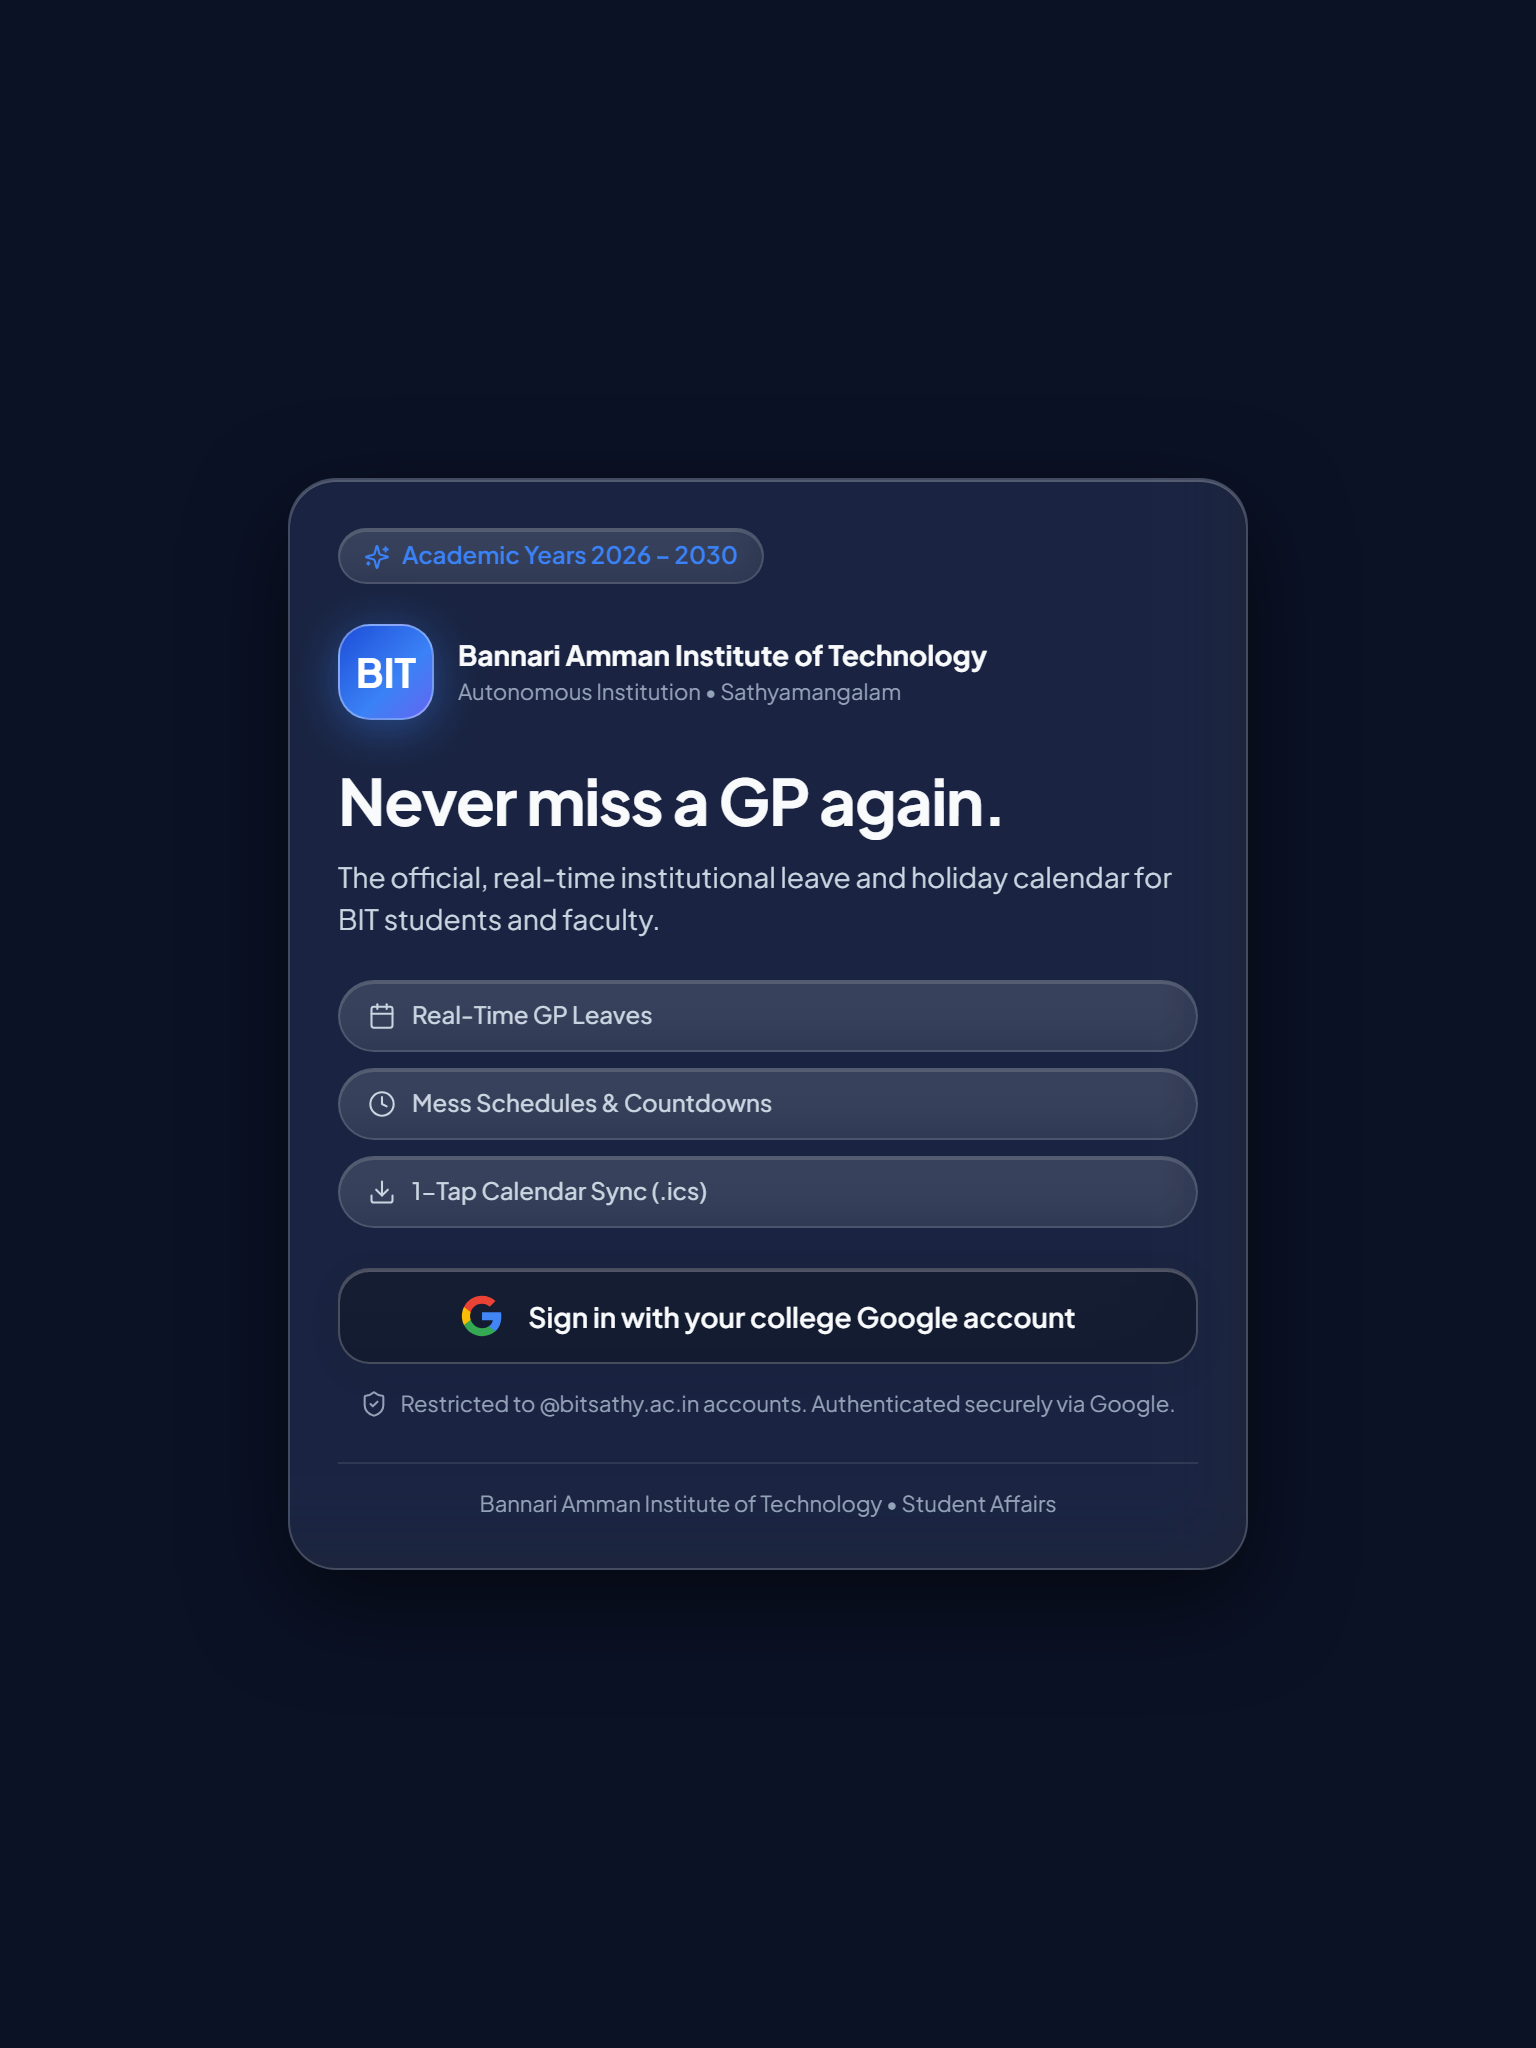 Academic Years 2026 – 2030
BIT
Bannari Amman Institute of Technology
Autonomous Institution • Sathyamangalam
Never miss a GP again.
The official, real-time institutional leave and holiday calendar for
BIT students and faculty.
Real-Time GP Leaves
Mess Schedules & Countdowns
1-Tap Calendar Sync (.ics)
Sign in with your college Google account
Restricted to @bitsathy.ac.in accounts. Authenticated securely via Google.
Bannari Amman Institute of Technology • Student Affairs